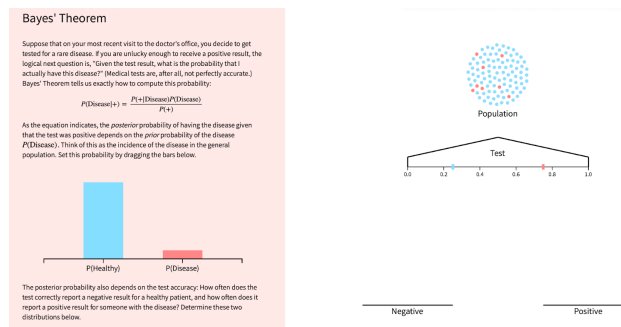 Bayes' Theorem
Suppose that on your most recent visit to the doctor's office, you decide to get
tested for a rare disease. If you are unlucky enough to receive a positive result, the
logical next question is, "Given the test result, what is the probability that I
actually have this disease?" (Medical tests are, after all, not perfectly accurate.)
Bayes' Theorem tells us exactly how to compute this probability:
P(Disease|+) = P(+|Disease)P(Disease)
P(+)
As the equation indicates, the posterior probability of having the disease given
that the test was positive depends on the prior probability of the disease
P(Disease). Think of this as the incidence of the disease in the general
population. Set this probability by dragging the bars below.
P(Healthy) P(Disease)
The posterior probability also depends on the test accuracy: How often does the
test correctly report a negative result for a healthy patient, and how often does it
report a positive result for someone with the disease? Determine these two
distributions below.
Population
Test
0.0 0.2 0.4 0.6 0.8 1.0
Negative Positive